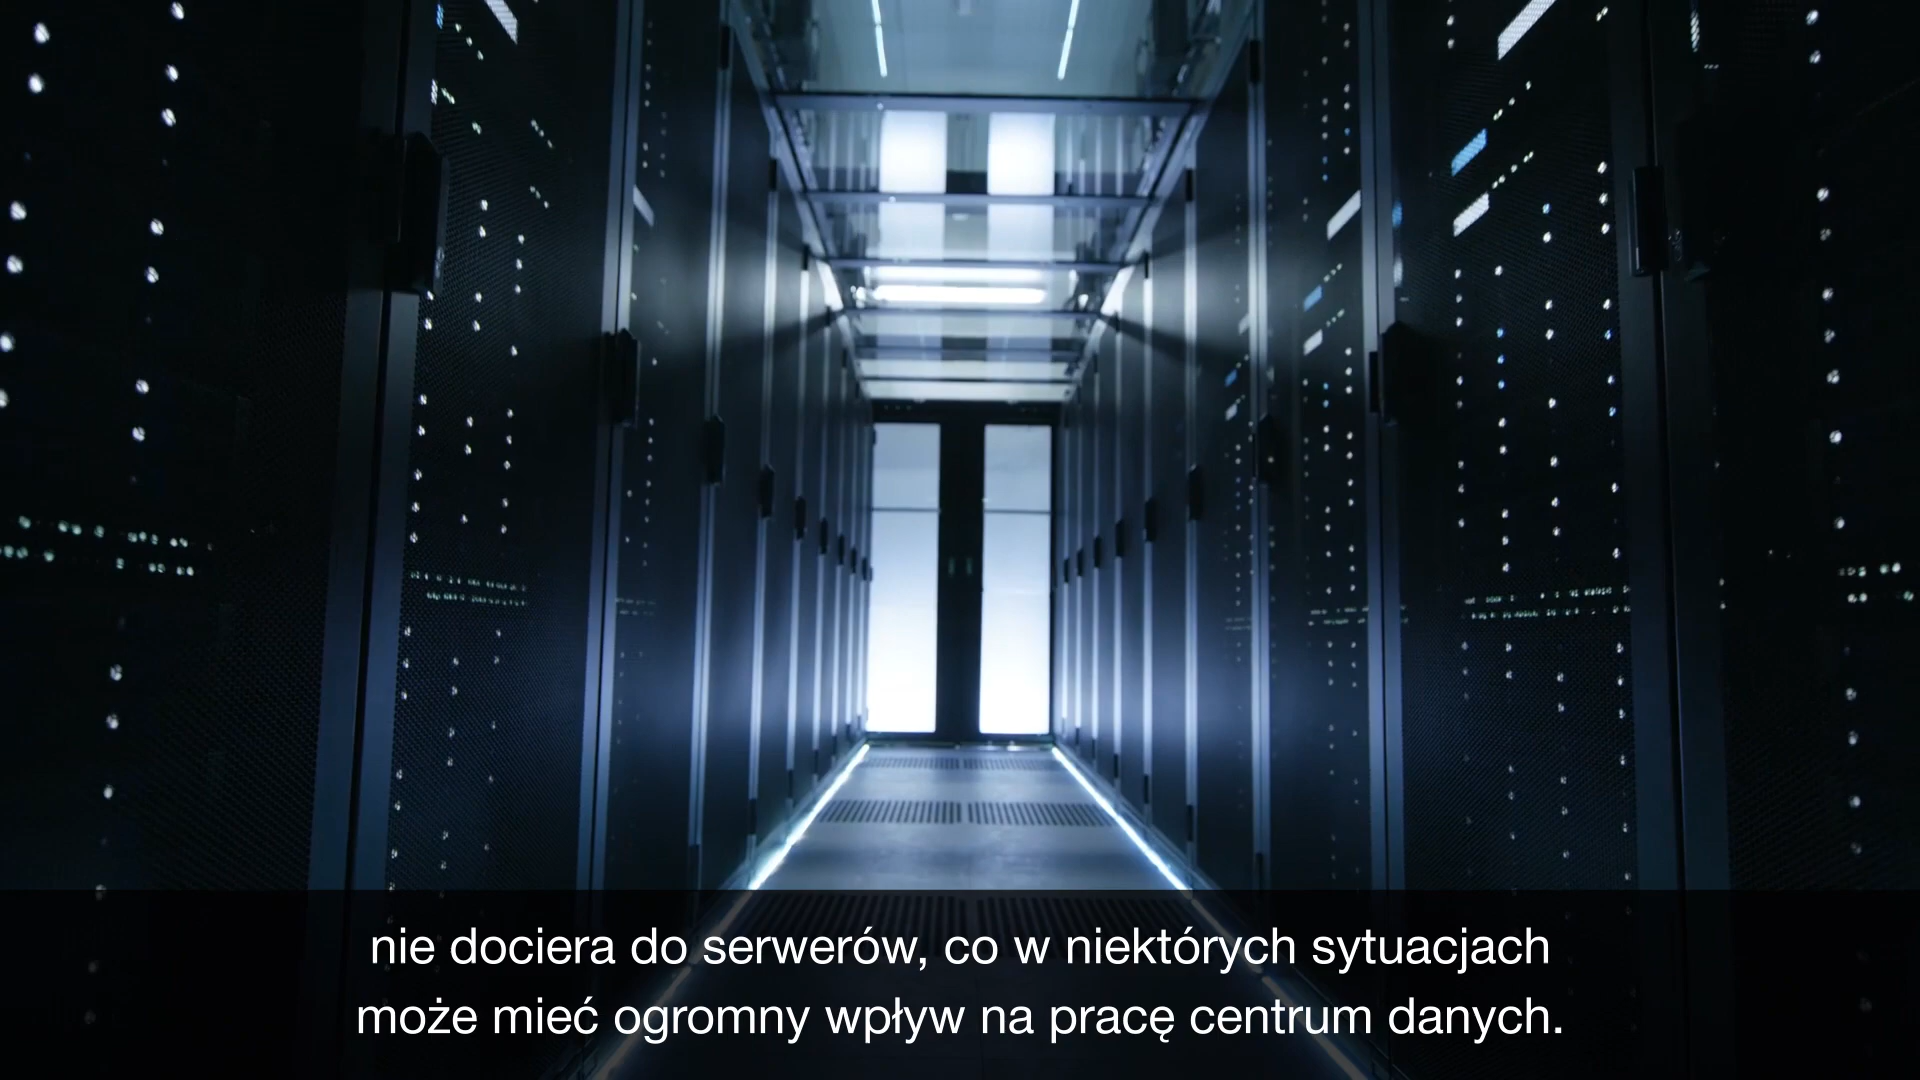 nie dociera do serwerów, co w niektórych sytuacjach
może mieć ogromny wpływ na pracę centrum danych.